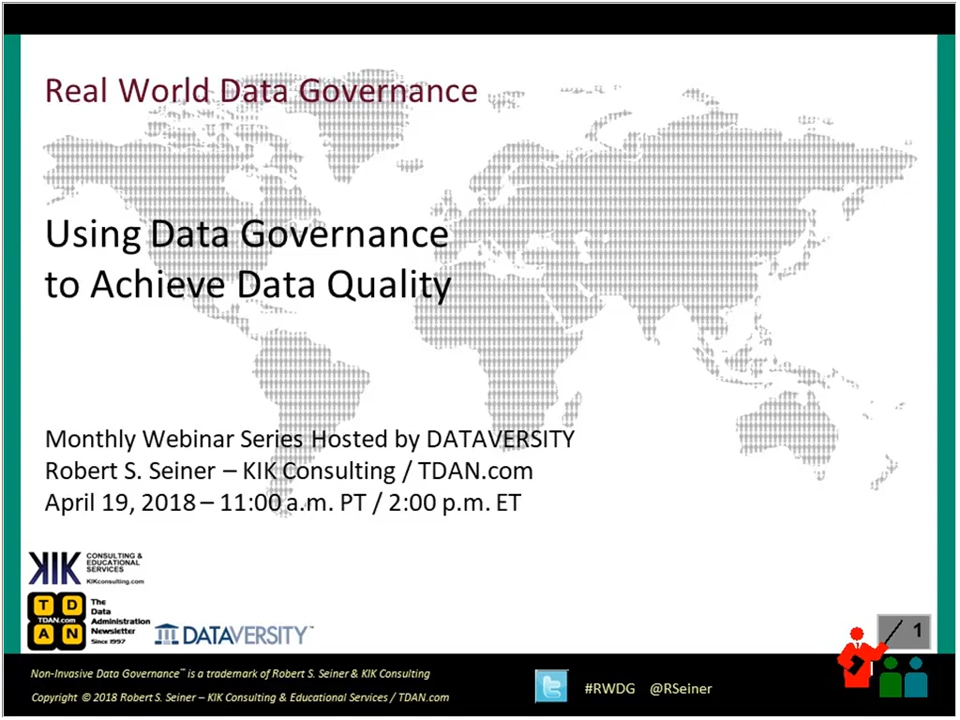 Real World Data Governance
Using Data Governance
to Achieve Data Quality
Monthly Webinar Series Hosted by DATAVERSITY
Robert S. Seiner – KIK Consulting / TDAN.com
April 19, 2018 – 11:00 a.m. PT / 2:00 p.m. ET
KIK
CONSULTING &
EDUCATIONAL
SERVICES
KIKconsulting.com
T D
TDAN.com
A N
The
Data
Administration
Newsletter
Since 1997
DATAVERSITY™
1
Non-Invasive Data Governance™ is a trademark of Robert S. Seiner & KIK Consulting
Copyright © 2018 Robert S. Seiner – KIK Consulting & Educational Services / TDAN.com
#RWDG @RSeiner